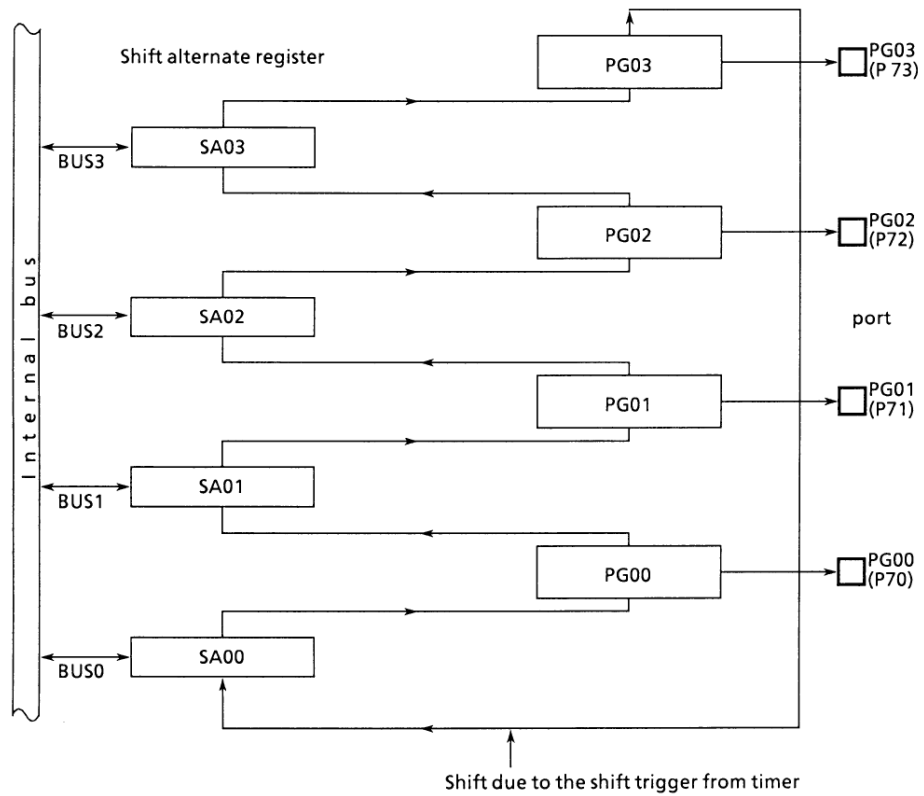 Shift alternate register
PG03
PG03
(P 73)
SA03
BUS3
PG02
PG02
(P72)
SA02
BUS2
port
PG01
PG01
(P71)
SA01
BUS1
PG00
PG00
(P70)
SA00
BUS0
Internal bus
Shift due to the shift trigger from timer